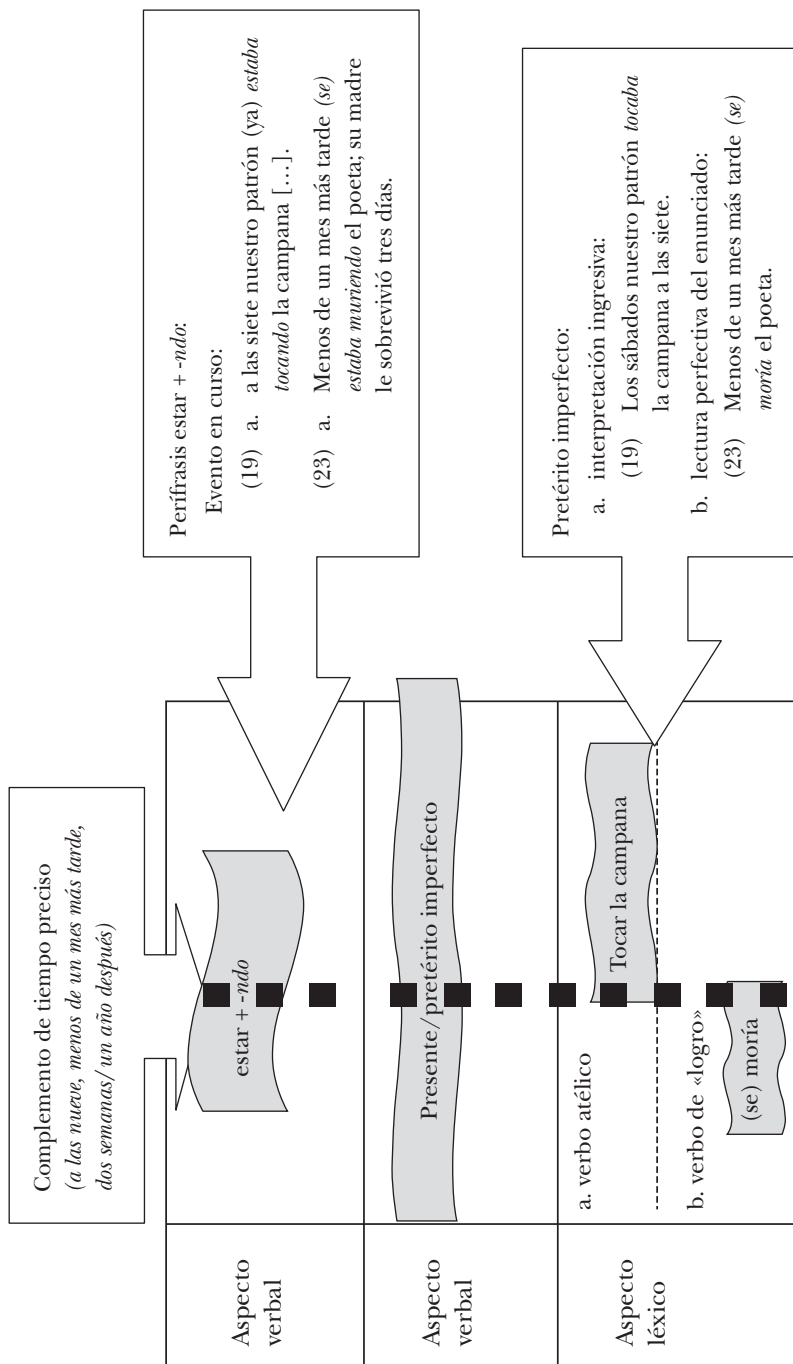 Complemento de tiempo preciso
(a las nueve, menos de un mes más tarde,
dos semanas/ un año después)
Aspecto
verbal
estar + -ndo
Perífrasis estar + -ndo:
Evento en curso:
(19) a. a las siete nuestro patrón (ya) estaba
tocando la campana […].
(23) a. Menos de un mes más tarde (se)
estaba muriendo el poeta; su madre
le sobrevivió tres días.
Aspecto
verbal
Presente/pretérito imperfecto
Aspecto
léxico
a. verbo atélico
Tocar la campana
b. verbo de «logro»
(se) moría
Pretérito imperfecto:
a. interpretación ingresiva:
(19) Los sábados nuestro patrón tocaba
la campana a las siete.
b. lectura perfectiva del enunciado:
(23) Menos de un mes más tarde (se)
moría el poeta.